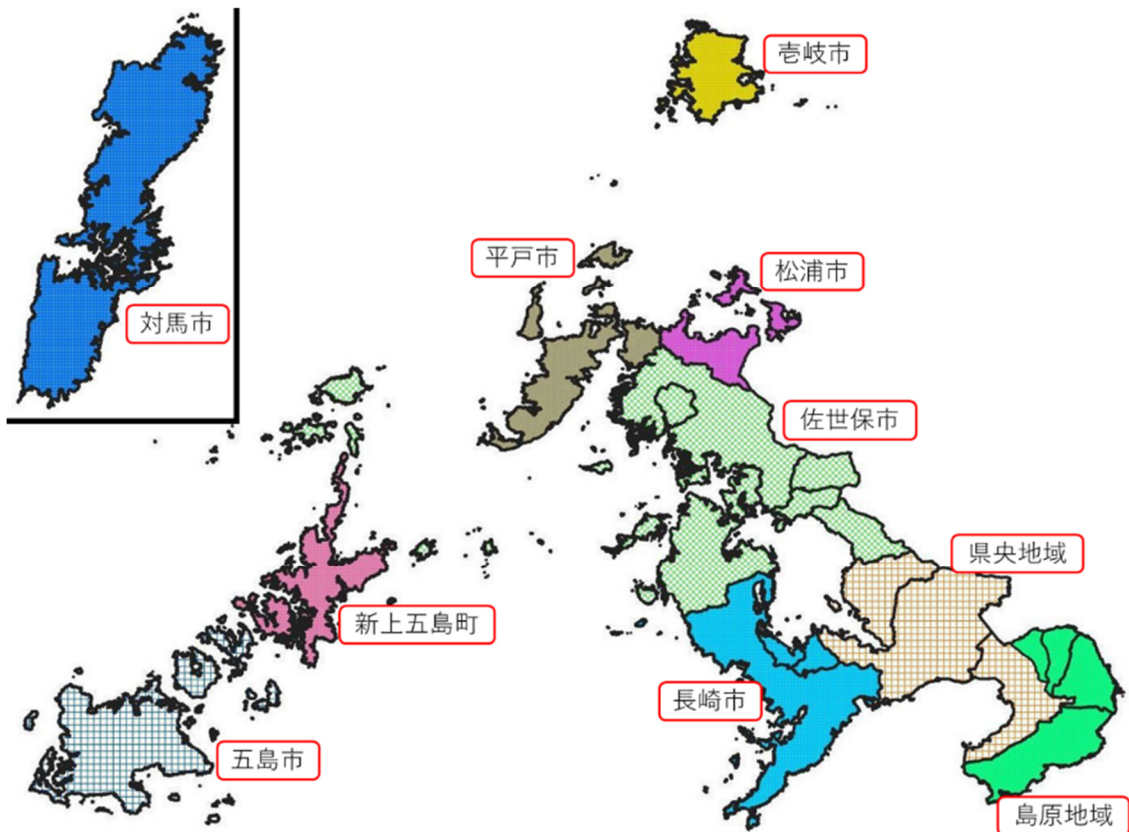 壱岐市
平戸市
松浦市
対馬市
佐世保市
県央地域
新上五島町
長崎市
五島市
島原地域